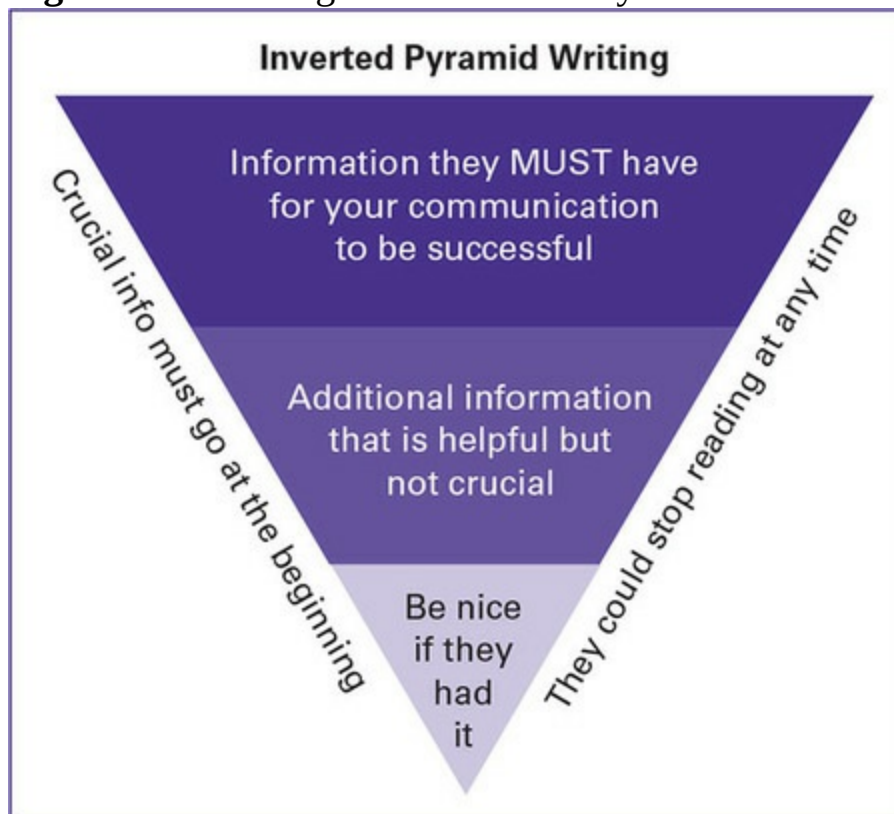 Inverted Pyramid Writing
Information they MUST have
for your communication
to be successful
Crucial info must go at the beginning
They could stop reading at any time
Additional information
that is helpful but
not crucial
Be nice
if they
had
it